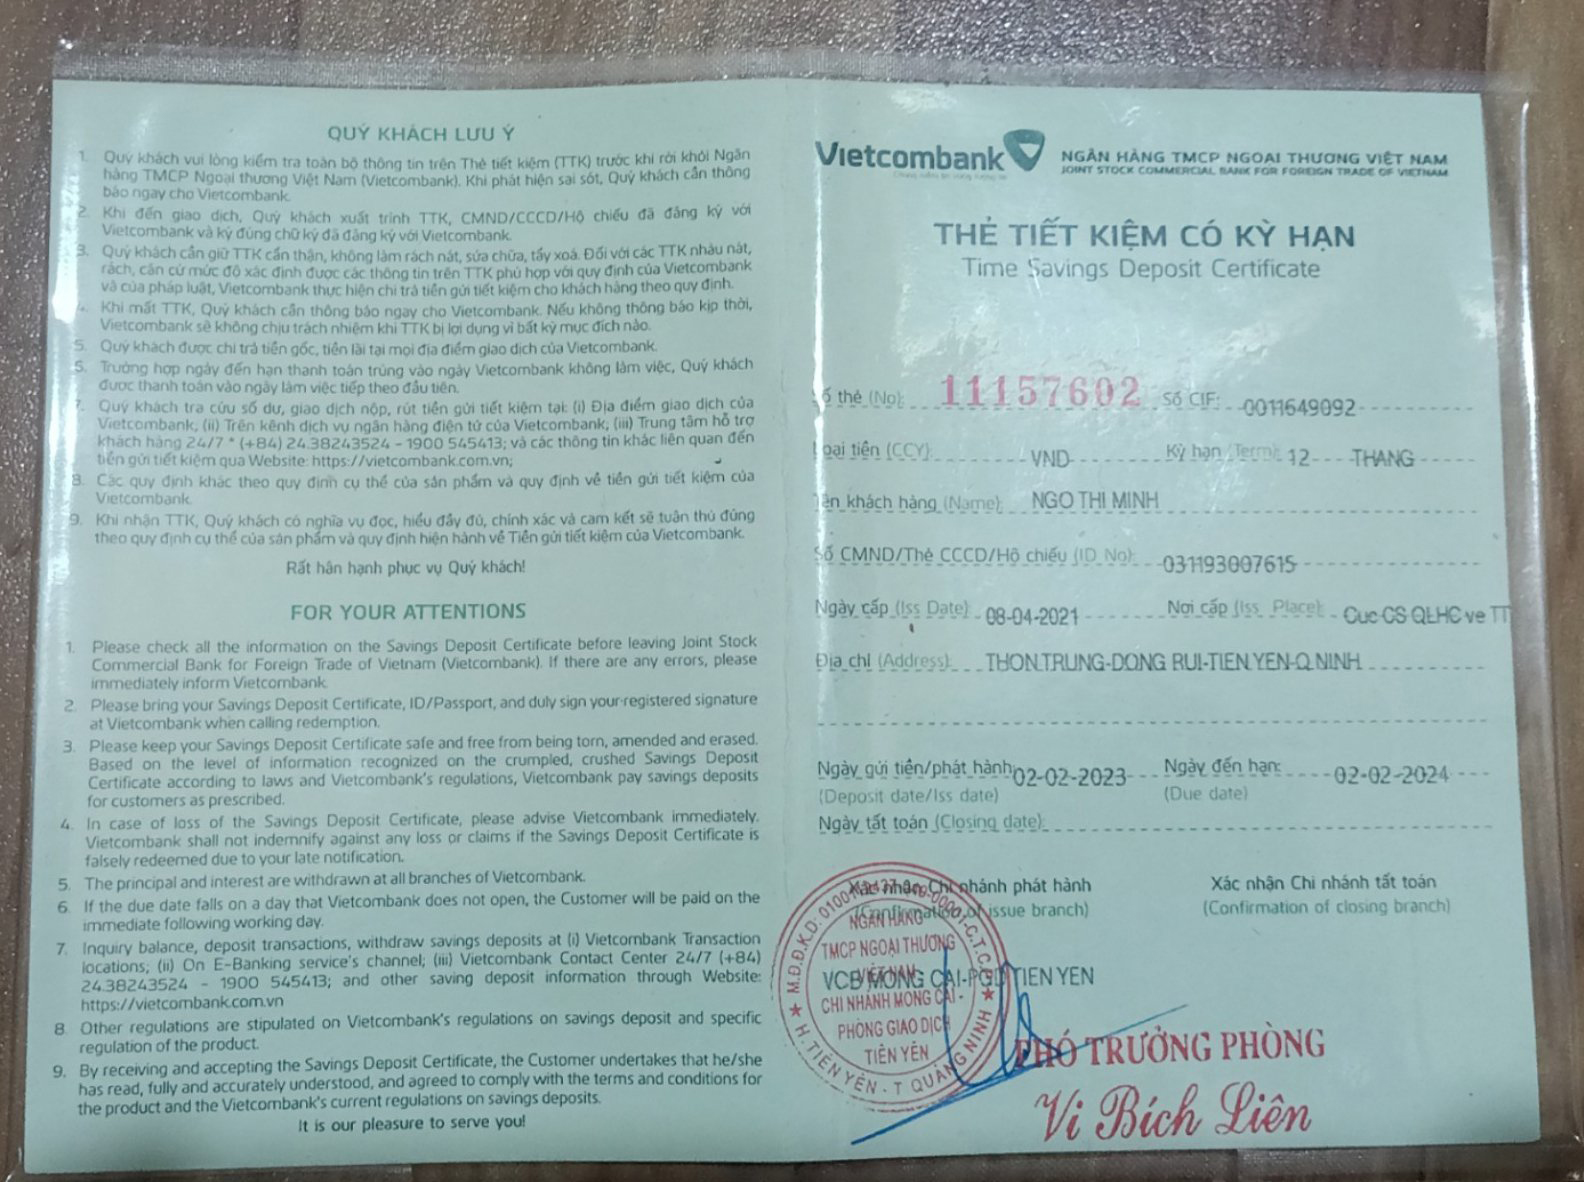 QUÝ KHÁCH LƯU Ý
1. Quý khách vui lòng kiểm tra toàn bộ thông tin trên Thẻ tiết kiệm (TTK) trước khi rời khỏi Ngân
hàng TMCP Ngoại thương Việt Nam (Vietcombank). Khi phát hiện sai sót, Quý khách cần thông
báo ngay cho Vietcombank.
2. Khi đến giao dịch, Quý khách xuất trình TTK, CMND/CCCD/Hộ chiếu đã đăng ký với
Vietcombank và ký đúng chữ ký đã đăng ký với Vietcombank.
3. Quý khách cần giữ TTK cẩn thận, không làm rách nát, sửa chữa, tẩy xoá. Đối với các TTK nhàu nát,
rách, căn cứ mức độ xác định được các thông tin trên TTK phù hợp với quy định của Vietcombank
và của pháp luật, Vietcombank thực hiện chi trả tiền gửi tiết kiệm cho khách hàng theo quy định.
4. Khi mất TTK, Quý khách cần thông báo ngay cho Vietcombank. Nếu không thông báo kịp thời,
Vietcombank sẽ không chịu trách nhiệm khi TTK bị lợi dụng vì bất kỳ mục đích nào.
5. Quý khách được chi trả tiền gốc, tiền lãi tại mọi địa điểm giao dịch của Vietcombank.
6. Trường hợp ngày đến hạn thanh toán trùng vào ngày Vietcombank không làm việc, Quý khách
được thanh toán vào ngày làm việc tiếp theo đầu tiên.
7. Quý khách tra cứu số dư, giao dịch nộp, rút tiền gửi tiết kiệm tại: (i) Địa điểm giao dịch của
Vietcombank, (ii) Trên kênh dịch vụ ngân hàng điện tử của Vietcombank; (iii) Trung tâm hỗ trợ
khách hàng 24/7 * (+84) 24.38243524 - 1900 545413; và các thông tin khác liên quan đến
tiền gửi tiết kiệm qua Website: https://vietcombank.com.vn;
8. Các quy định khác theo quy định cụ thể của sản phẩm và quy định về tiền gửi tiết kiệm của
Vietcombank.
9. Khi nhận TTK, Quý khách có nghĩa vụ đọc, hiểu đầy đủ, chính xác và cam kết sẽ tuân thủ đúng
theo quy định cụ thể của sản phẩm và quy định hiện hành về Tiền gửi tiết kiệm của Vietcombank.
Rất hân hạnh phục vụ Quý khách!
FOR YOUR ATTENTIONS
1. Please check all the information on the Savings Deposit Certificate before leaving Joint Stock
Commercial Bank for Foreign Trade of Vietnam (Vietcombank). If there are any errors, please
immediately inform Vietcombank.
2. Please bring your Savings Deposit Certificate, ID/Passport, and duly sign your registered signature
at Vietcombank when calling redemption.
3. Please keep your Savings Deposit Certificate safe and free from being torn, amended and erased.
Based on the level of information recognized on the crumpled, crushed Savings Deposit
Certificate according to laws and Vietcombank's regulations, Vietcombank pay savings deposits
for customers as prescribed.
4. In case of loss of the Savings Deposit Certificate, please advise Vietcombank immediately.
Vietcombank shall not indemnify against any loss or claims if the Savings Deposit Certificate is
falsely redeemed due to your late notification.
5. The principal and interest are withdrawn at all branches of Vietcombank.
6. If the due date falls on a day that Vietcombank does not open, the Customer will be paid on the
immediate following working day.
7. Inquiry balance, deposit transactions, withdraw savings deposits at (i) Vietcombank Transaction
locations; (ii) On E-Banking service's channel; (iii) Vietcombank Contact Center 24/7 (+84)
24.38243524 - 1900 545413; and other saving deposit information through Website:
https://vietcombank.com.vn
8. Other regulations are stipulated on Vietcombank's regulations on savings deposit and specific
regulation of the product.
9. By receiving and accepting the Savings Deposit Certificate, the Customer undertakes that he/she
has read, fully and accurately understood, and agreed to comply with the terms and conditions for
the product and the Vietcombank's current regulations on savings deposits.
It is our pleasure to serve you!
Vietcombank NGÂN HÀNG TMCP NGOẠI THƯƠNG VIỆT NAM
JOINT STOCK COMMERCIAL BANK FOR FOREIGN TRADE OF VIETNAM
THẺ TIẾT KIỆM CÓ KỲ HẠN
Time Savings Deposit Certificate
Số thẻ (No): 11157602 Số CIF: 0011649092
Loại tiền (CCY): VND Kỳ hạn (Term): 12 THANG
Tên khách hàng (Name): NGO THI MINH
Số CMND/Thẻ CCCD/Hộ chiếu (ID No): 031193007615
Ngày cấp (Iss Date): 08-04-2021 Nơi cấp (Iss Place): Cuc CS QLHC ve TT
Địa chỉ (Address): THON.TRUNG-DONG RUI-TIEN YEN-Q NINH
Ngày gửi tiền/phát hành: 02-02-2023 Ngày đến hạn: 02-02-2024
(Deposit date/Iss date) (Due date)
Ngày tất toán (Closing date):
Xác nhận Chi nhánh phát hành Xác nhận Chi nhánh tất toán
(Confirmation of issue branch) (Confirmation of closing branch)
VCB MONG CAI-PGD TIEN YEN
NGÂN HÀNG
TMCP NGOẠI THƯƠNG
VIỆT NAM
CHI NHÁNH MÓNG CÁI -
PHÒNG GIAO DỊCH
TIÊN YÊN
H. TIÊN YÊN - T QUẢNG NINH
PHÓ TRƯỞNG PHÒNG
Vi Bích Liên